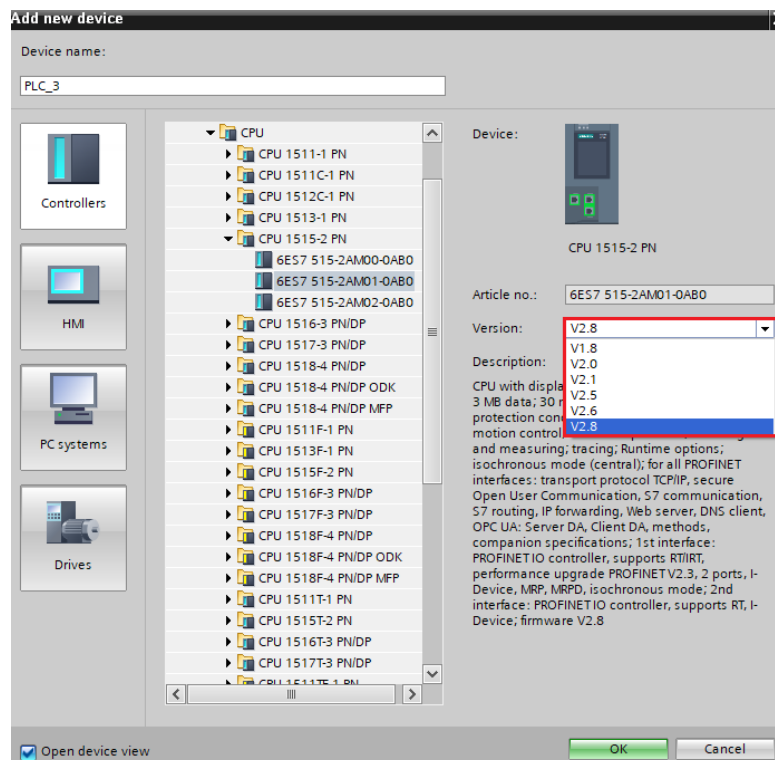 Add new device
Device name:
PLC_3
Controllers
HMI
PC systems
Drives
CPU
CPU 1511-1 PN
CPU 1511C-1 PN
CPU 1512C-1 PN
CPU 1513-1 PN
CPU 1515-2 PN
6ES7 515-2AM00-0AB0
6ES7 515-2AM01-0AB0
6ES7 515-2AM02-0AB0
CPU 1516-3 PN/DP
CPU 1517-3 PN/DP
CPU 1518-4 PN/DP
CPU 1518-4 PN/DP ODK
CPU 1518-4 PN/DP MFP
CPU 1511F-1 PN
CPU 1513F-1 PN
CPU 1515F-2 PN
CPU 1516F-3 PN/DP
CPU 1517F-3 PN/DP
CPU 1518F-4 PN/DP
CPU 1518F-4 PN/DP ODK
CPU 1518F-4 PN/DP MFP
CPU 1511T-1 PN
CPU 1515T-2 PN
CPU 1516T-3 PN/DP
CPU 1517T-3 PN/DP
CPU 1511TF-1 PN
Device:
CPU 1515-2 PN
Article no.: 6ES7 515-2AM01-0AB0
Version: V2.8
V1.8
V2.0
V2.1
V2.5
V2.6
V2.8
Description:
CPU with displa
3 MB data; 30
protection con
motion control
and measuring; tracing; Runtime options;
isochronous mode (central); for all PROFINET
interfaces: transport protocol TCP/IP, secure
Open User Communication, S7 communication,
S7 routing, IP forwarding, Web server, DNS client,
OPC UA: Server DA, Client DA, methods,
companion specifications; 1st interface:
PROFINET IO controller, supports RT/IRT,
performance upgrade PROFINET V2.3, 2 ports, I-
Device, MRP, MRPD, isochronous mode; 2nd
interface: PROFINET IO controller, supports RT, I-
Device; firmware V2.8
Open device view
OK
Cancel